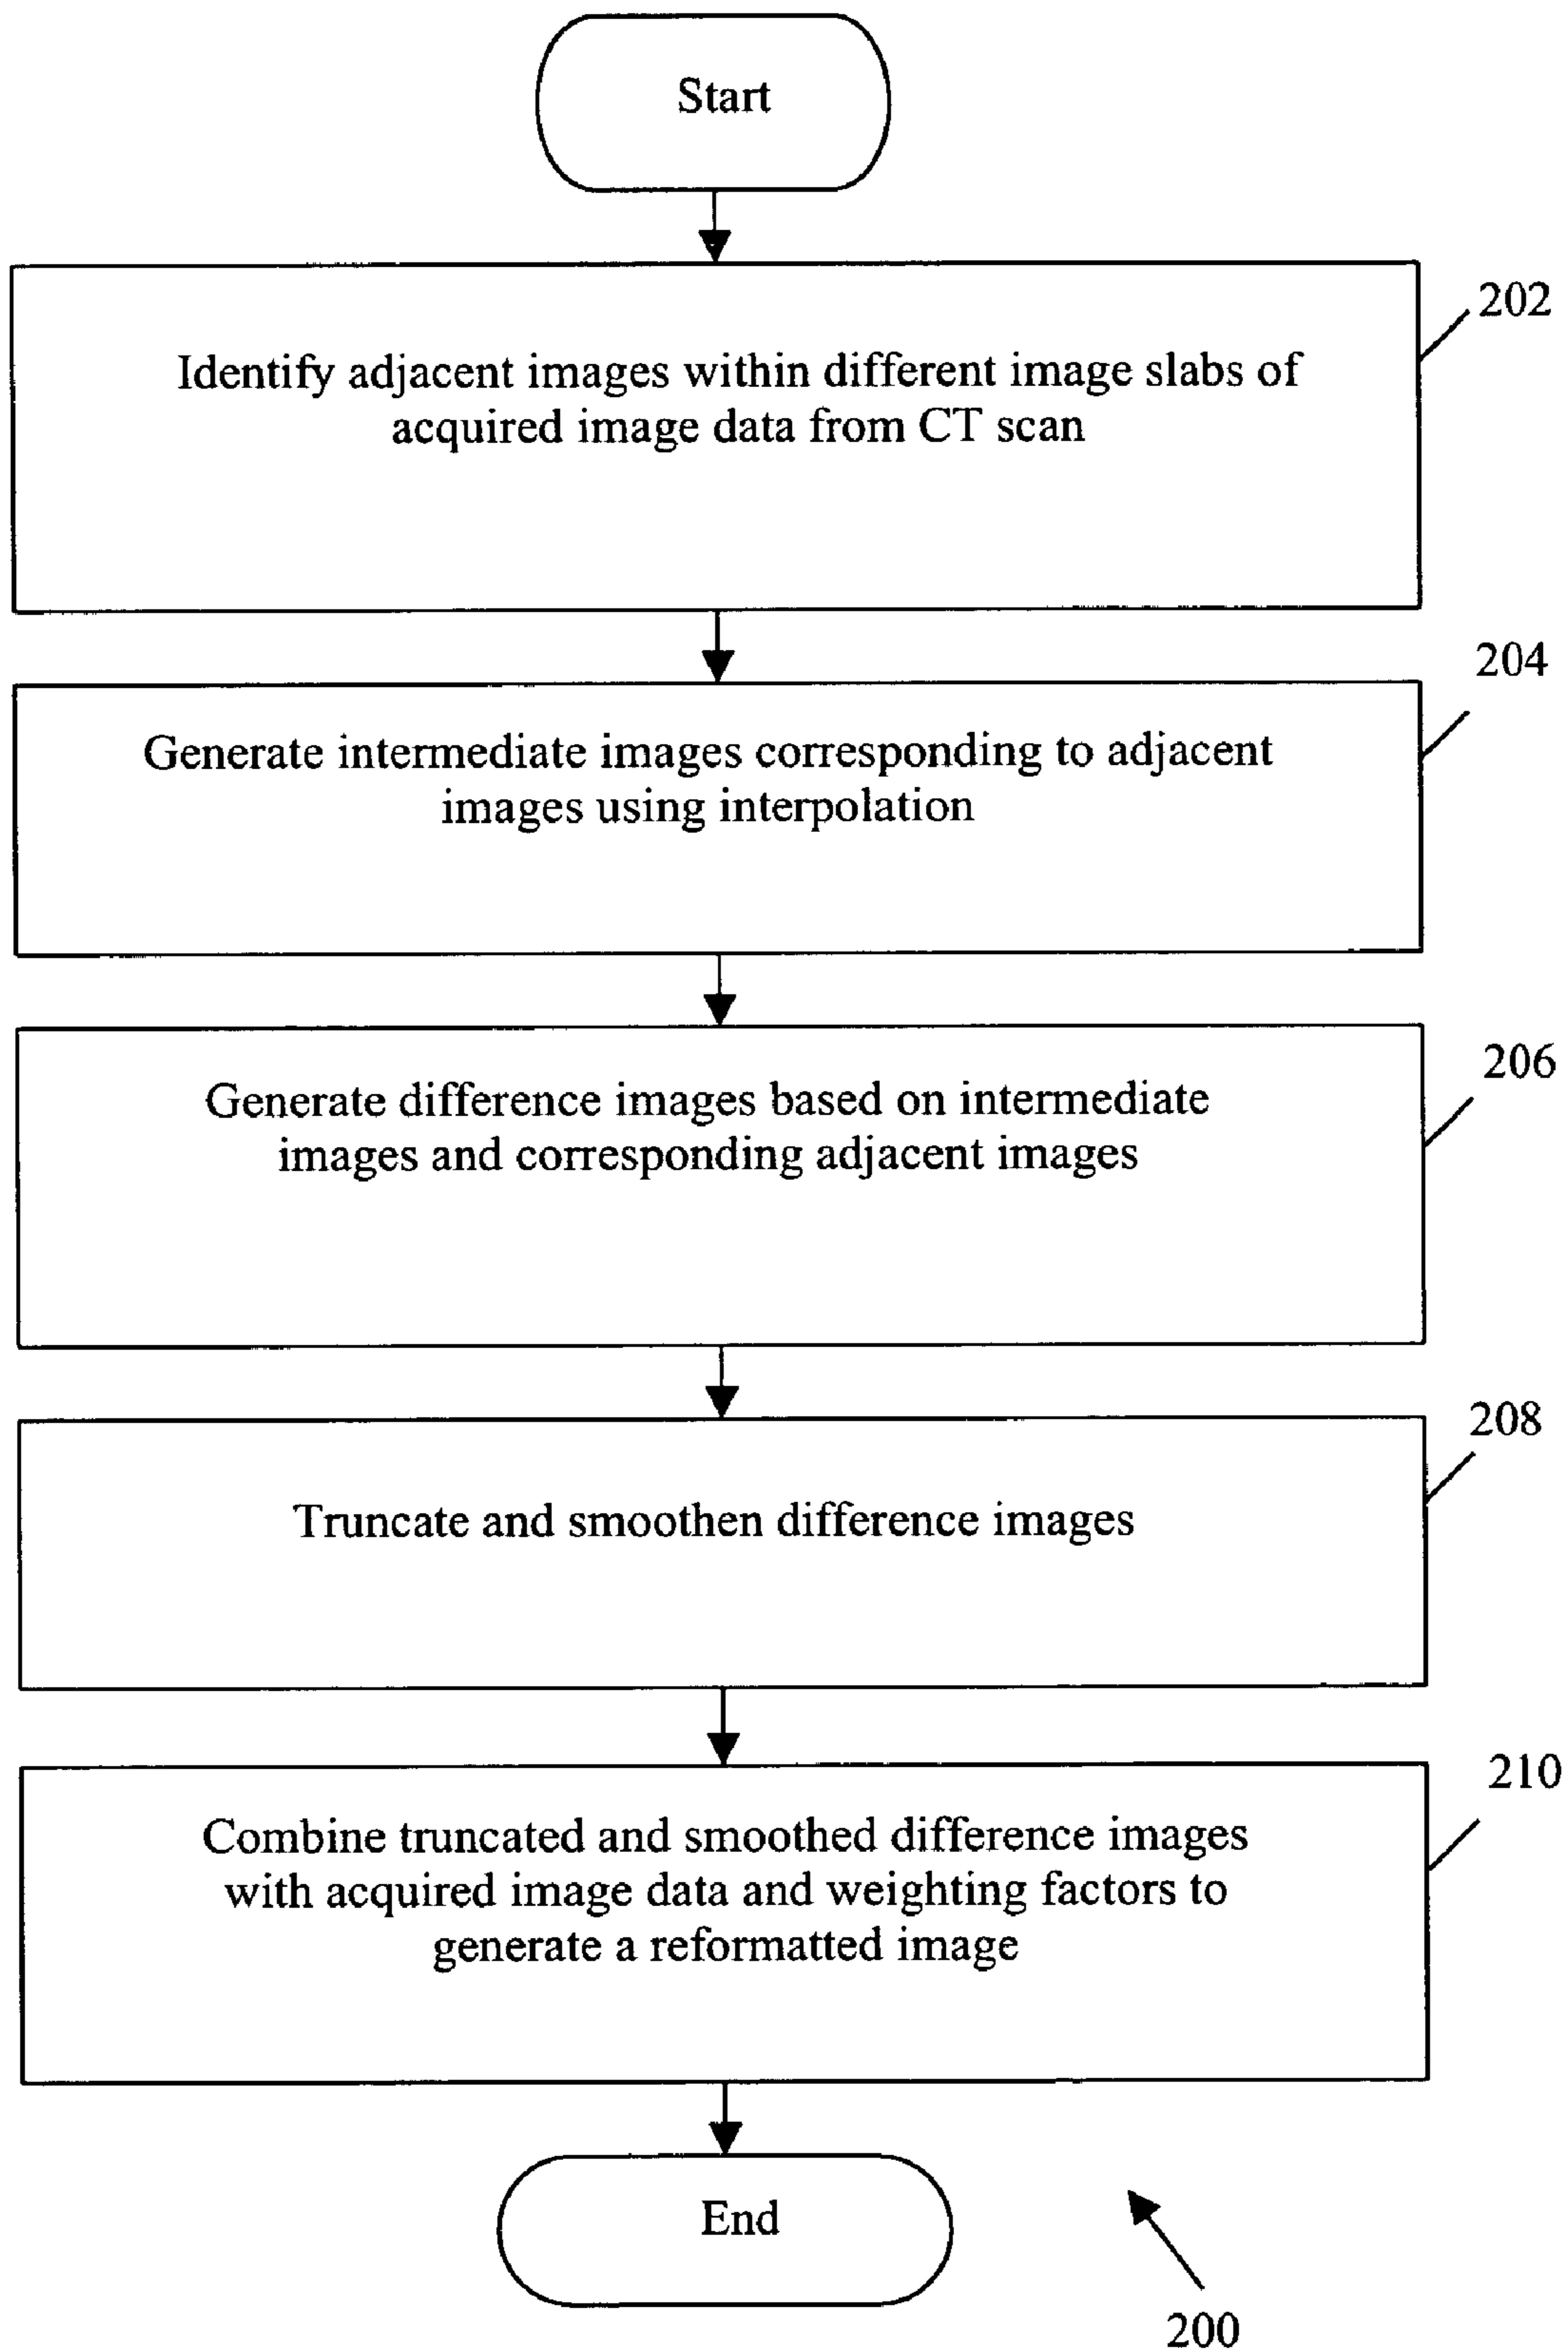 Start
202
Identify adjacent images within different image slabs of
acquired image data from CT scan
204
Generate intermediate images corresponding to adjacent
images using interpolation
206
Generate difference images based on intermediate
images and corresponding adjacent images
208
Truncate and smoothen difference images
210
Combine truncated and smoothed difference images
with acquired image data and weighting factors to
generate a reformatted image
End
200